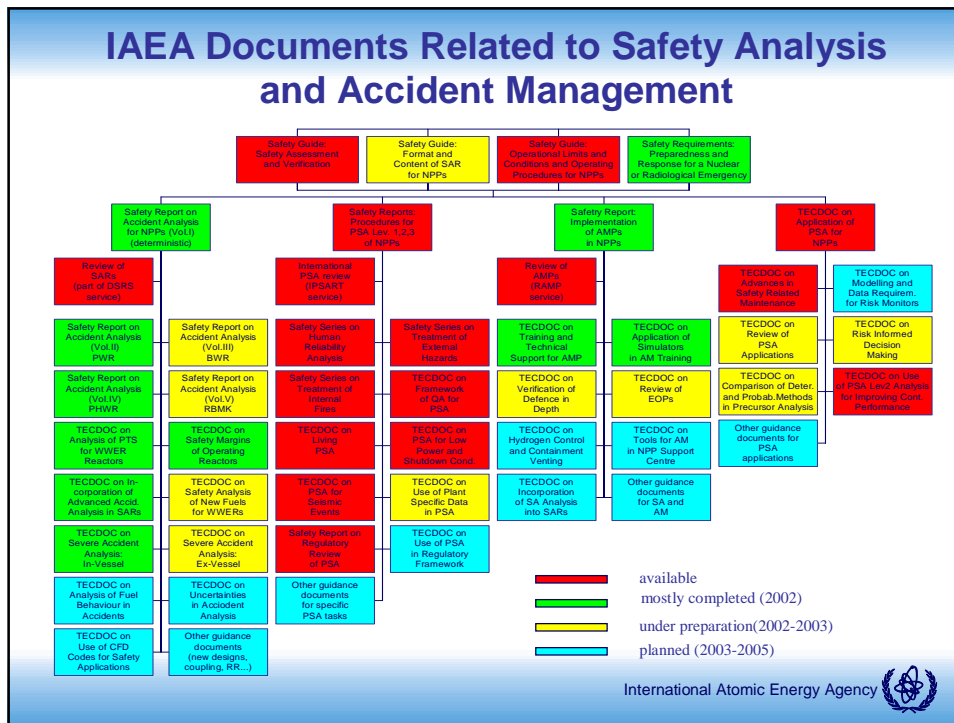 IAEA Documents Related to Safety Analysis
and Accident Management
Safety Guide:
Safety Assessment
and Verification
Safety Guide:
Format and
Content of SAR
for NPPs
Safety Guide:
Operational Limits and
Conditions and Operating
Procedures for NPPs
Safety Requirements:
Preparedness and
Response for a Nuclear
or Radiological Emergency
Safety Report on
Accident Analysis
for NPPs (Vol.I)
(deterministic)
Safety Reports:
Procedures for
PSA Lev. 1,2,3
of NPPs
Safety Report:
Implementation
of AMPs
in NPPs
TECDOC on
Application of
PSA for
NPPs
Review of
SARs
(part of DSRS
service)
International
PSA review
(IPSART
service)
Review of
AMPs
(RAMP
service)
TECDOC on
Advances in
Safety Related
Maintenance
TECDOC on
Modelling and
Data Requirem.
for Risk Monitors
Safety Report on
Accident Analysis
(Vol.II)
PWR
Safety Report on
Accident Analysis
(Vol.III)
BWR
Safety Series on
Human
Reliability
Analysis
Safety Series on
Treatment of
External
Hazards
TECDOC on
Training and
Technical
Support for AMP
TECDOC on
Application of
Simulators
in AM Training
TECDOC on
Review of
PSA
Applications
TECDOC on
Risk Informed
Decision
Making
Safety Report on
Accident Analysis
(Vol.IV)
PHWR
Safety Report on
Accident Analysis
(Vol.V)
RBMK
Safety Series on
Treatment of
Internal
Fires
TECDOC on
Framework
of QA for
PSA
TECDOC on
Verification of
Defence in
Depth
TECDOC on
Review of
EOPs
TECDOC on
Comparison of Deter.
and Probab.Methods
in Precursor Analysis
TECDOC on Use
of PSA Lev2 Analysis
for Improving Cont.
Performance
TECDOC on
Analysis of PTS
for WWER
Reactors
TECDOC on
Safety Margins
of Operating
Reactors
TECDOC on
Living
PSA
TECDOC on
PSA for Low
Power and
Shutdown Cond.
TECDOC on
Hydrogen Control
and Containment
Venting
TECDOC on
Tools for AM
in NPP Support
Centre
Other guidance
documents for
PSA
applications
TECDOC on In-
corporation of
Advanced Accid.
Analysis in SARs
TECDOC on
Safety Analysis
of New Fuels
for WWERs
TECDOC on
PSA for
Seismic
Events
TECDOC on
Use of Plant
Specific Data
in PSA
TECDOC on
Incorporation
of SA Analysis
into SARs
Other guidance
documents
for SA and
AM
TECDOC on
Severe Accident
Analysis:
In-Vessel
TECDOC on
Severe Accident
Analysis:
Ex-Vessel
Safety Report on
Regulatory
Review
of PSA
TECDOC on
Use of PSA
in Regulatory
Framework
TECDOC on
Analysis of Fuel
Behaviour in
Accidents
TECDOC on
Uncertainties
in Acciodent
Analysis
Other guidance
documents
for specific
PSA tasks
TECDOC on
Use of CFD
Codes for Safety
Applications
Other guidance
documents
(new designs,
coupling, RR...)
available
mostly completed (2002)
under preparation(2002-2003)
planned (2003-2005)
International Atomic Energy Agency